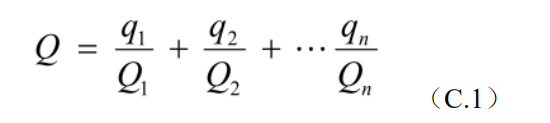 Q = q₁/Q₁ + q₂/Q₂ + ⋯ qₙ/Qₙ （C.1）